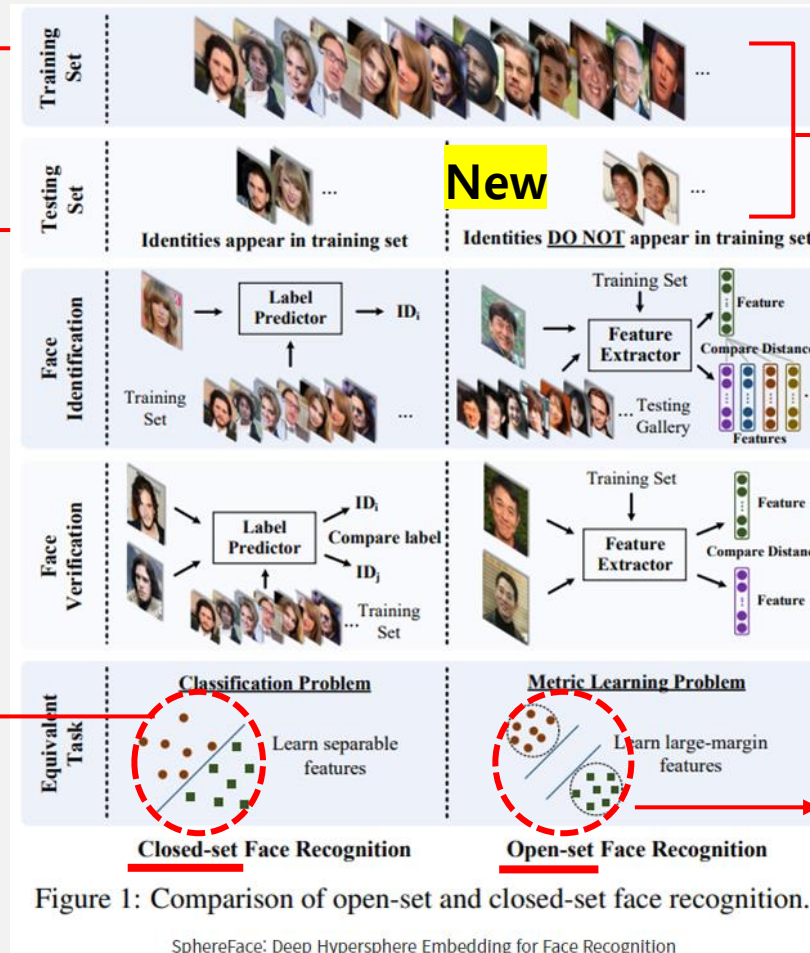 Training
Set
...
Testing
Set
...
New
...
Identities appear in training set
Identities DO NOT appear in training set
Face
Identification
Label
Predictor
IDi
Training
Set
...
Training Set
Feature
Extractor
Feature
Compare Distance
... Testing
Gallery
Features
...
Face
Verification
Label
Predictor
IDi
Compare label
IDj
... Training
Set
Training Set
Feature
Extractor
Feature
Compare Distance
Feature
Equivalent
Task
Classification Problem
Learn separable
features
Metric Learning Problem
Learn large-margin
features
Closed-set Face Recognition
Open-set Face Recognition
Figure 1: Comparison of open-set and closed-set face recognition.
SphereFace: Deep Hypersphere Embedding for Face Recognition